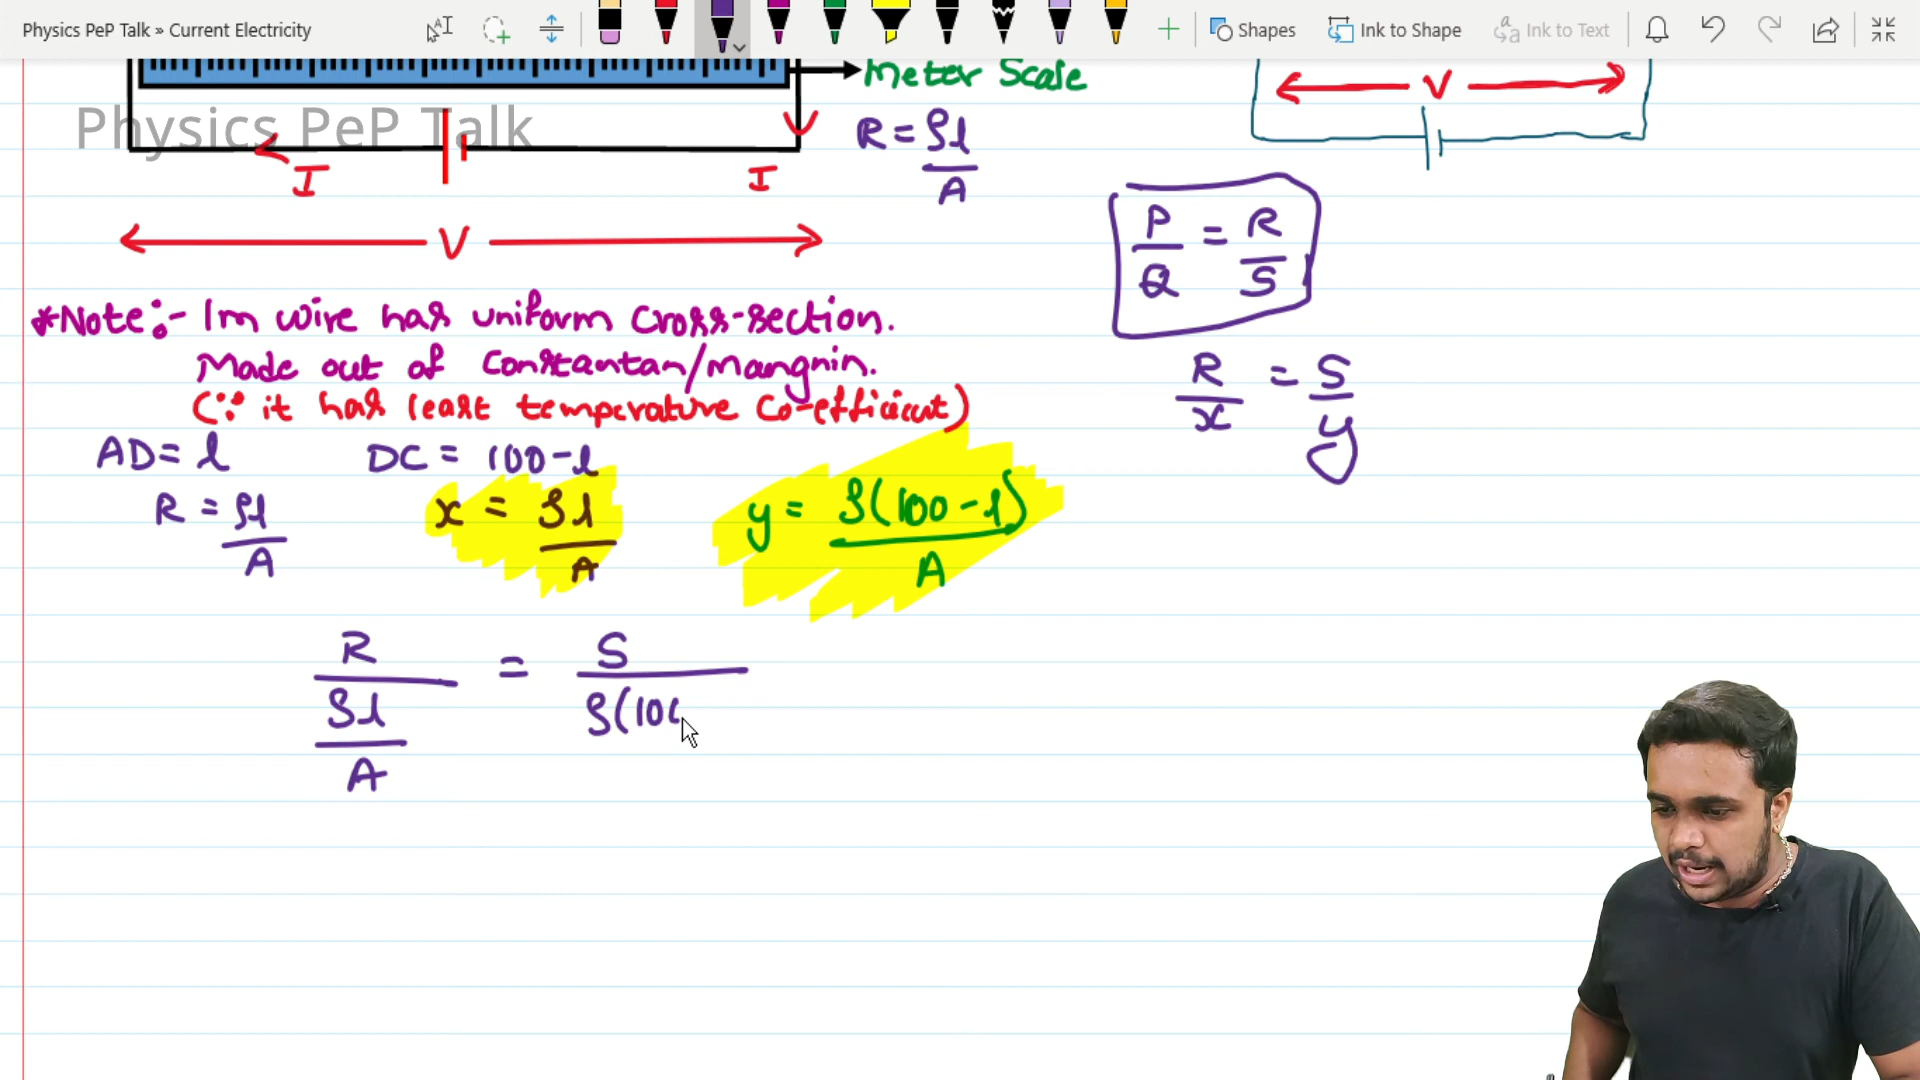 Physics PeP Talk » Current Electricity
Shapes
Ink to Shape
Ink to Text
Meter Scale
V
Physics PeP Talk
I
I
R = ρl
A
V
P = R
Q S
*Note:- 1m wire has uniform cross-section.
Made out of Constantan/mangnin.
(∵ it has least temperature Co-efficient)
R = S
x y
AD = l DC = 100-l
R = ρl
A
x = ρl
A
y = ρ(100-l)
A
R = S
ρl ρ(100
A